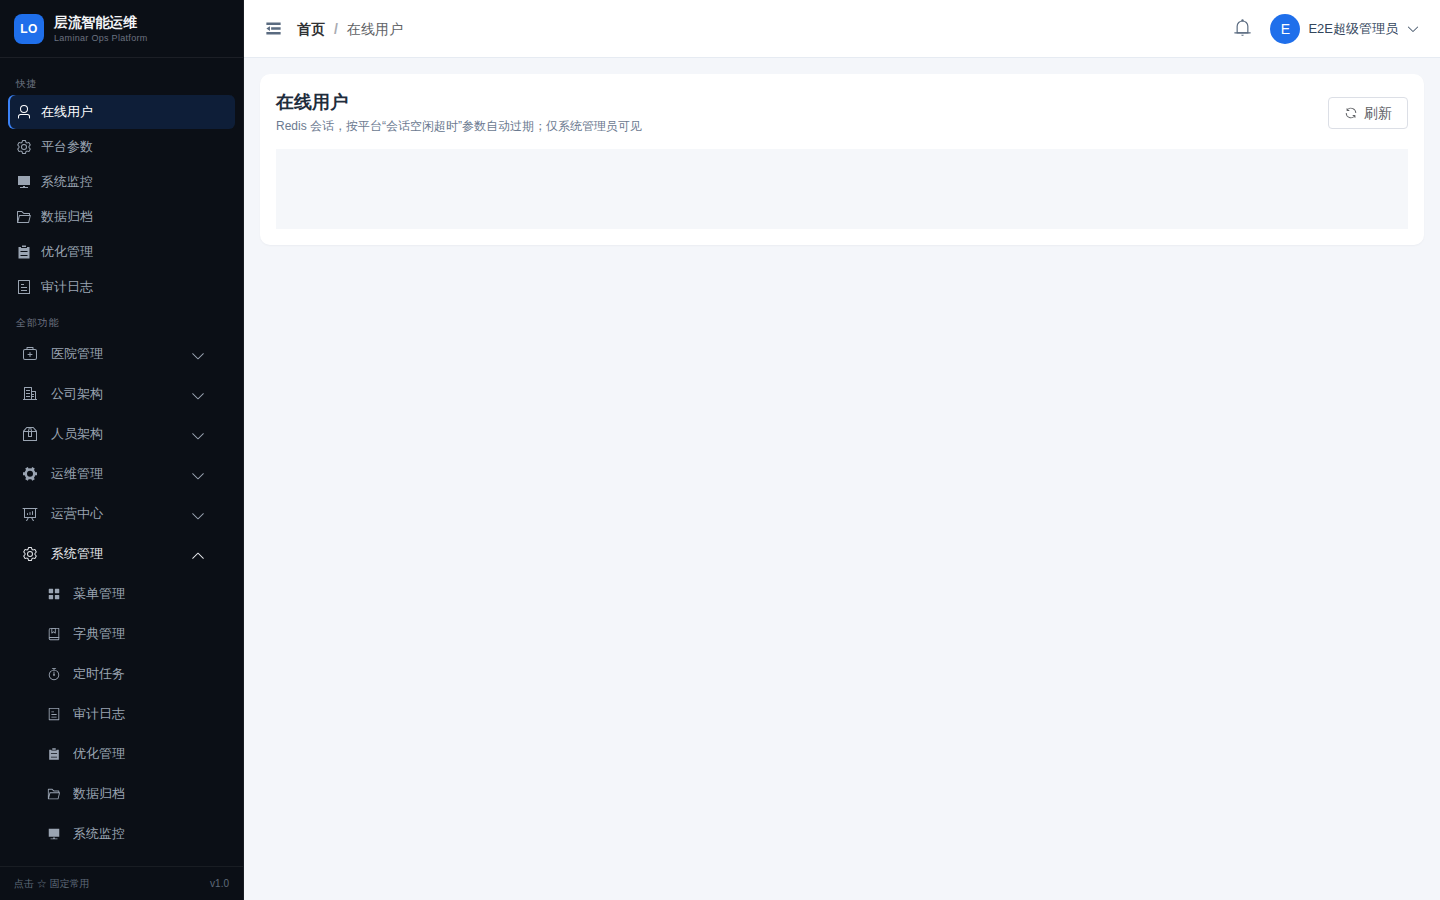 LO
层流智能运维
Laminar Ops Platform
快捷
在线用户
平台参数
系统监控
数据归档
优化管理
审计日志
全部功能
医院管理
公司架构
人员架构
运维管理
运营中心
系统管理
菜单管理
字典管理
定时任务
审计日志
优化管理
数据归档
系统监控
点击 ☆ 固定常用
v1.0
首页 / 在线用户
E
E2E超级管理员
在线用户
Redis 会话，按平台“会话空闲超时”参数自动过期；仅系统管理员可见
刷新